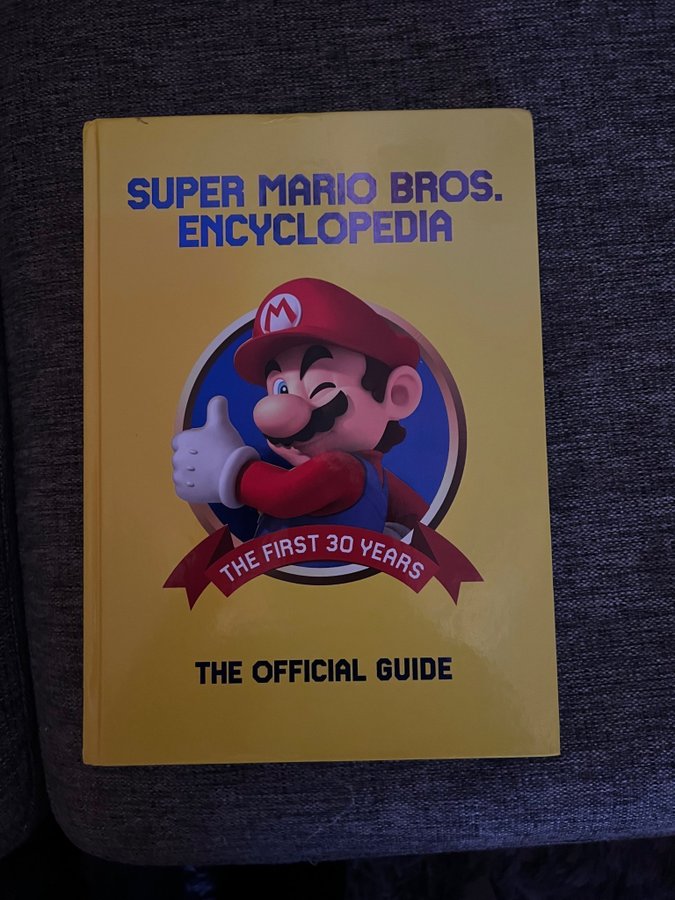 SUPER MARIO BROS.
ENCYCLOPEDIA
M
THE FIRST 30 YEARS
THE OFFICIAL GUIDE